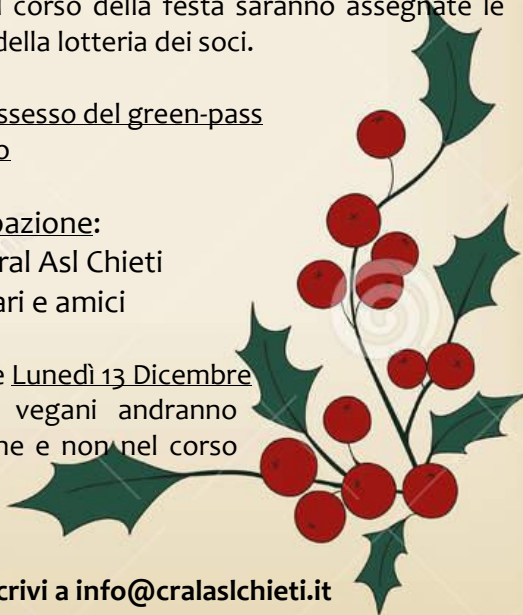 corso della festa saranno assegnate le
della lotteria dei soci.
ssesso del green-pass
o
azione:
ral Asl Chieti
ari e amici
e Lunedì 13 Dicembre
vegani andranno
ne e non nel corso
crivi a info@cralaslchieti.it